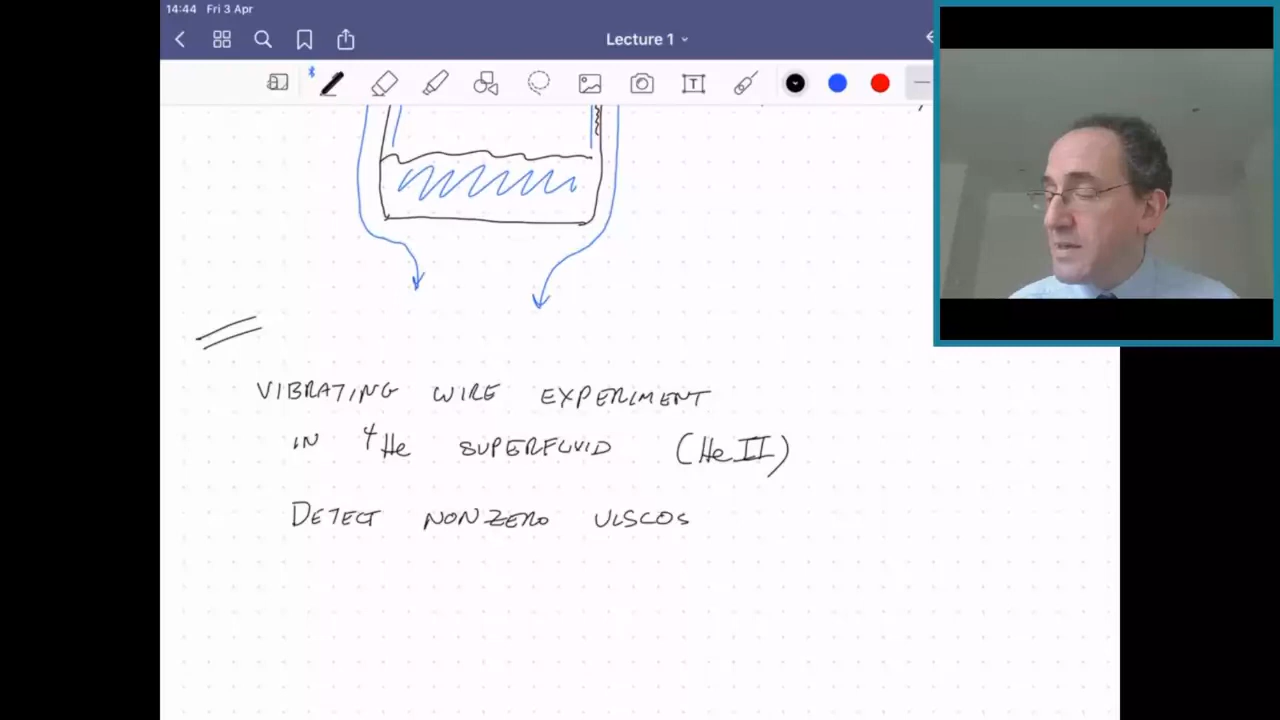 14:44 Fri 3 Apr
Lecture 1
T
VIBRATING WIRE EXPERIMENT
IN ⁴He SUPERFLUID (He II)
DETECT NONZERO VISCOS